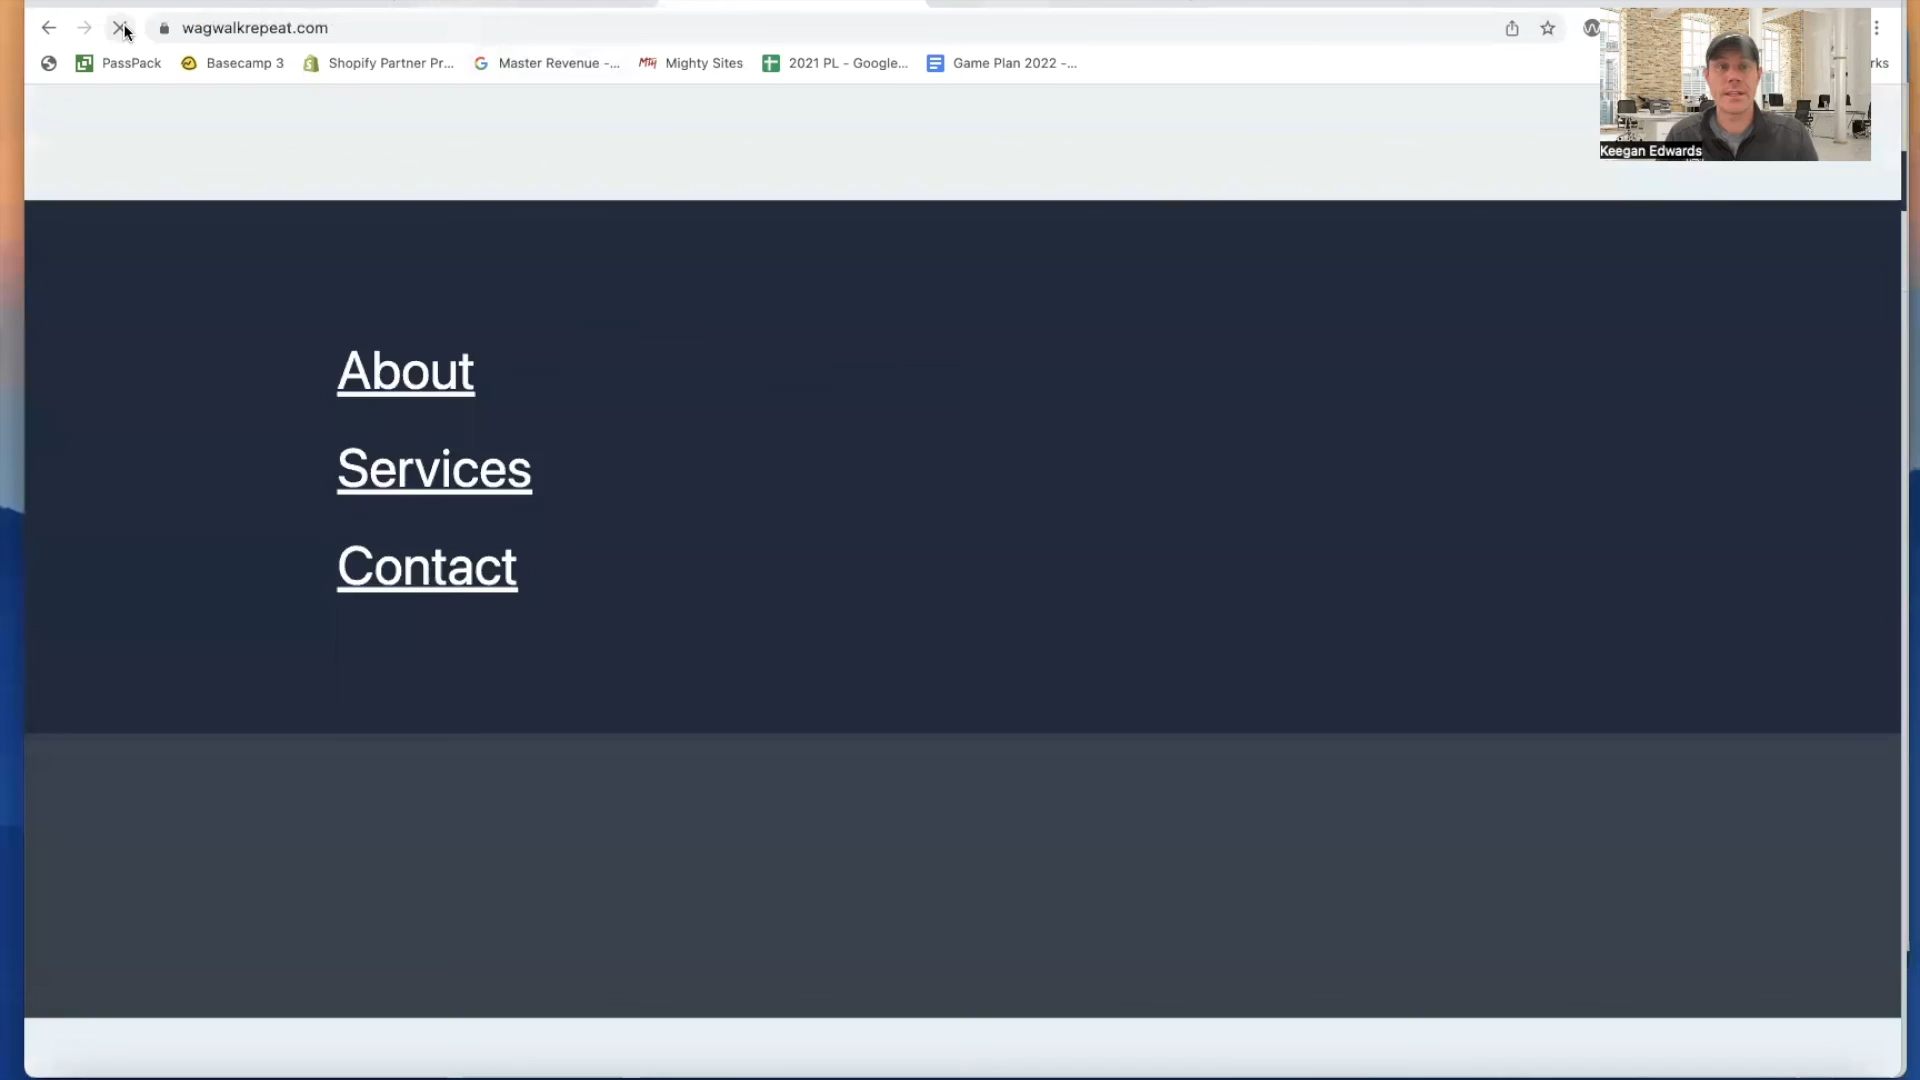 wagwalkrepeat.com
PassPack
Basecamp 3
Shopify Partner Pr...
Master Revenue -...
Mighty Sites
2021 PL - Google...
Game Plan 2022 -...
rks
Keegan Edwards
About
Services
Contact